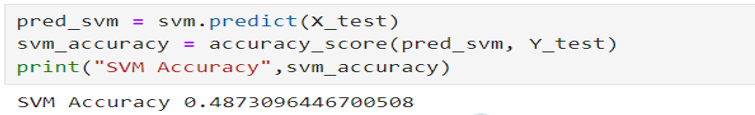 pred_svm = svm.predict(X_test)
svm_accuracy = accuracy_score(pred_svm, Y_test)
print("SVM Accuracy",svm_accuracy)
SVM Accuracy 0.4873096446700508